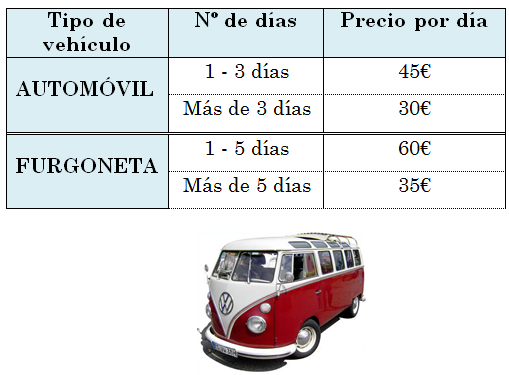 Tipo de vehículo Nº de días Precio por día
AUTOMÓVIL 1 - 3 días 45€
Más de 3 días 30€
FURGONETA 1 - 5 días 60€
Más de 5 días 35€